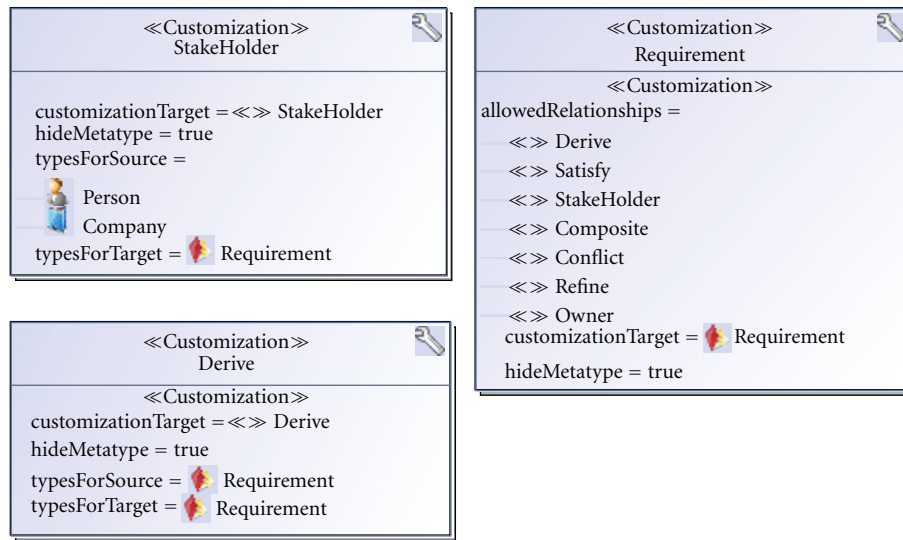 ≪Customization≫
StakeHolder
customizationTarget = ≪≫ StakeHolder
hideMetatype = true
typesForSource =
Person
Company
typesForTarget = Requirement
≪Customization≫
Derive
≪Customization≫
customizationTarget = ≪≫ Derive
hideMetatype = true
typesForSource = Requirement
typesForTarget = Requirement
≪Customization≫
Requirement
≪Customization≫
allowedRelationships =
≪≫ Derive
≪≫ Satisfy
≪≫ StakeHolder
≪≫ Composite
≪≫ Conflict
≪≫ Refine
≪≫ Owner
customizationTarget = Requirement
hideMetatype = true